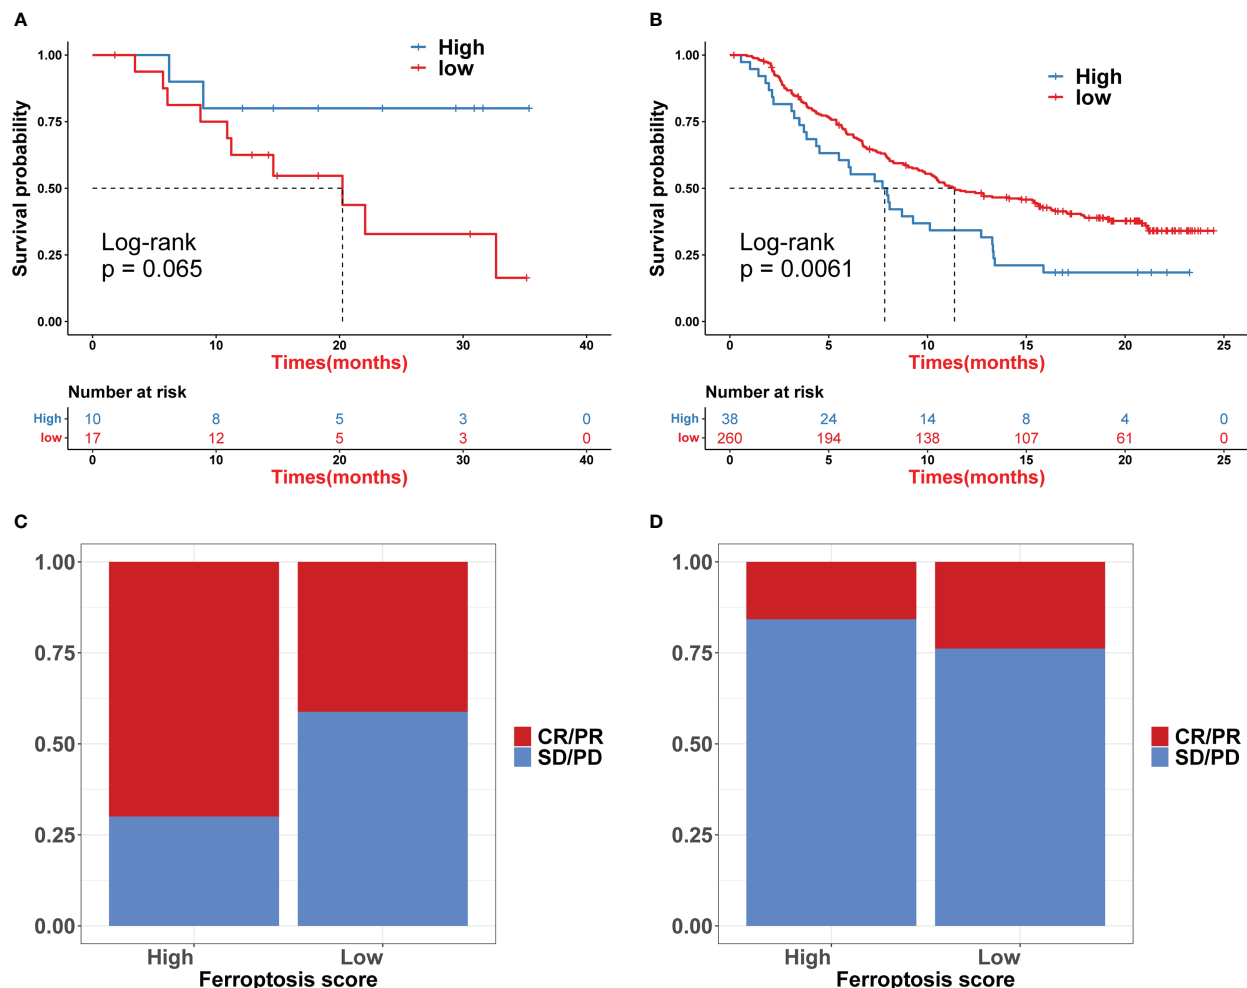 A
High
low
Survival probability
1.00
0.75
0.50
0.25
0.00
Log-rank
p = 0.065
0 10 20 30 40
Times(months)
Number at risk
High 10 8 5 3 0
low 17 12 5 3 0
0 10 20 30 40
Times(months)
B
High
low
Survival probability
1.00
0.75
0.50
0.25
0.00
Log-rank
p = 0.0061
0 5 10 15 20 25
Times(months)
Number at risk
High 38 24 14 8 4 0
low 260 194 138 107 61 0
0 5 10 15 20 25
Times(months)
C
1.00
0.75
0.50
0.25
0.00
High Low
Ferroptosis score
CR/PR
SD/PD
D
1.00
0.75
0.50
0.25
0.00
High Low
Ferroptosis score
CR/PR
SD/PD